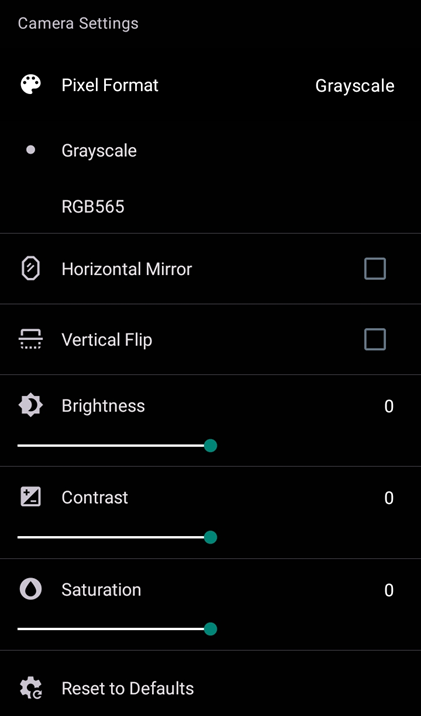 Camera Settings
Pixel Format Grayscale
Grayscale
RGB565
Horizontal Mirror
Vertical Flip
Brightness 0
Contrast 0
Saturation 0
Reset to Defaults